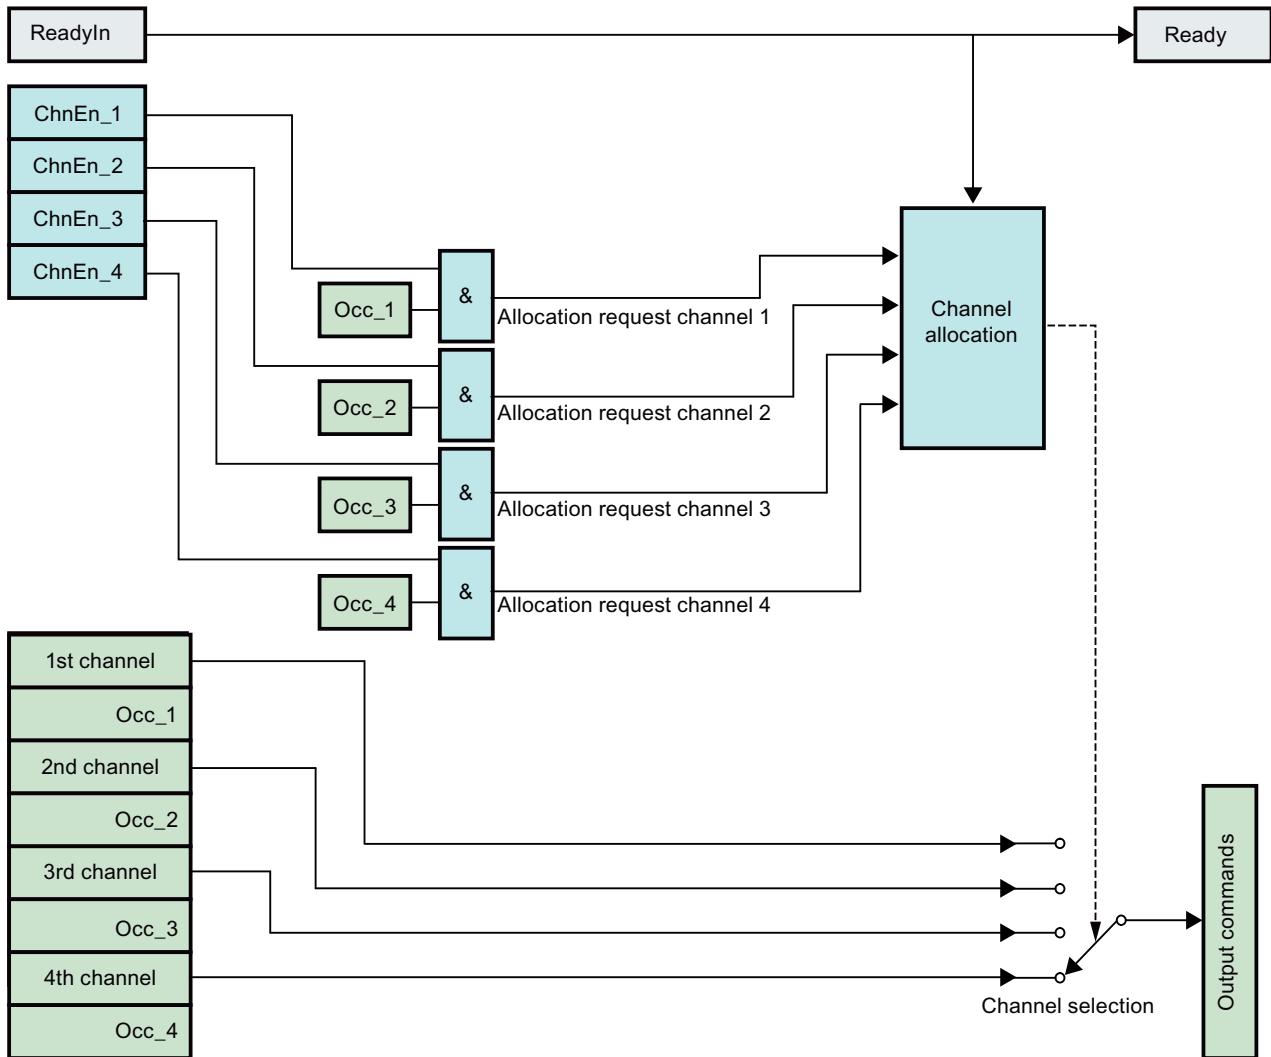 ReadyIn
Ready
ChnEn_1
ChnEn_2
ChnEn_3
ChnEn_4
Occ_1
&
Allocation request channel 1
Occ_2
&
Allocation request channel 2
Occ_3
&
Allocation request channel 3
Occ_4
&
Allocation request channel 4
Channel
allocation
1st channel
Occ_1
2nd channel
Occ_2
3rd channel
Occ_3
4th channel
Occ_4
Channel selection
Output commands